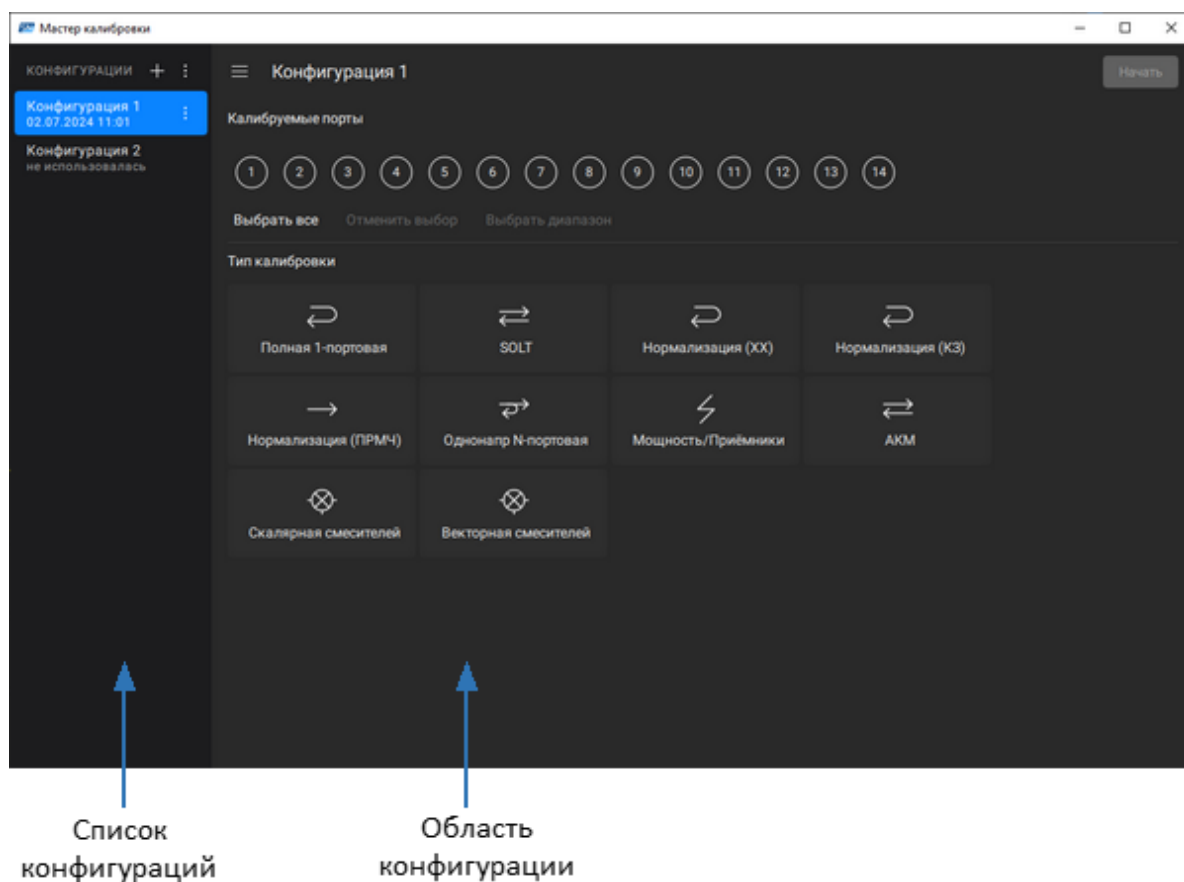 Мастер калибровки
КОНФИГУРАЦИИ
Конфигурация 1
Начать
Конфигурация 1
02.07.2024 11:01
Конфигурация 2
не использовалась
Калибруемые порты
1 2 3 4 5 6 7 8 9 10 11 12 13 14
Выбрать все Отменить выбор Выбрать диапазон
Тип калибровки
Полная 1-портовая SOLT Нормализация (ХХ) Нормализация (КЗ)
Нормализация (ПРМЧ) Однонапр N-портовая Мощность/Приёмники АКМ
Скалярная смесителей Векторная смесителей
Список
конфигураций
Область
конфигурации